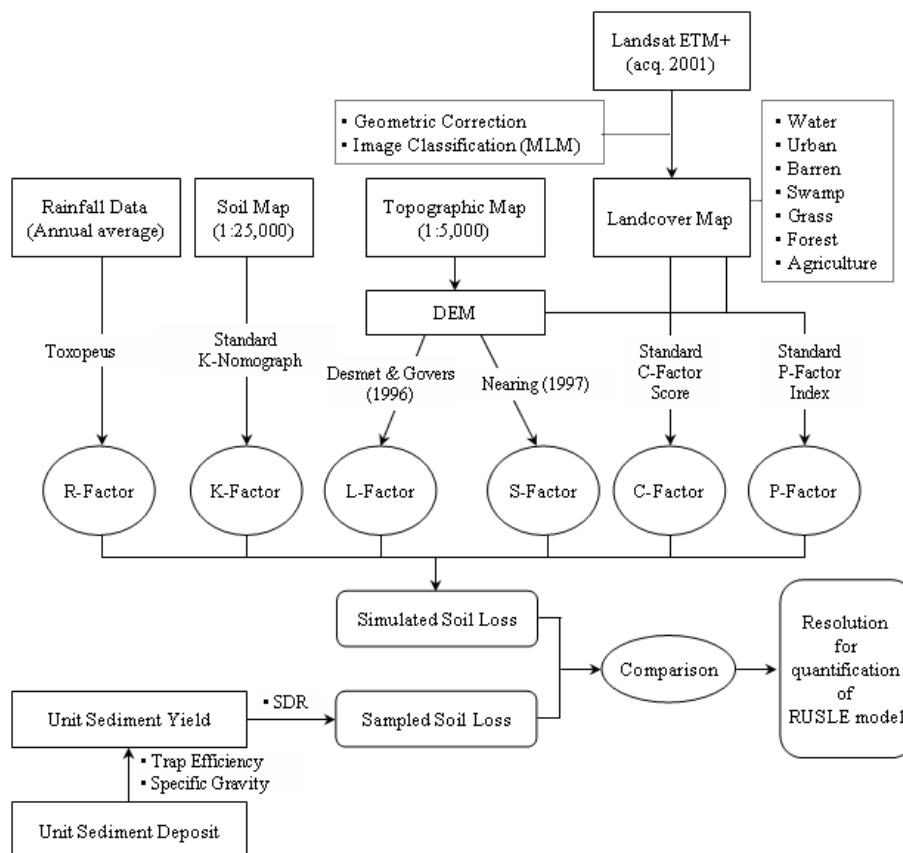 Landsat ETM+
(acq. 2001)
▪ Geometric Correction
▪ Image Classification (MLM)
▪ Water
▪ Urban
▪ Barren
▪ Swamp
▪ Grass
▪ Forest
▪ Agriculture
Rainfall Data
(Annual average)
Soil Map
(1:25,000)
Topographic Map
(1:5,000)
Landcover Map
DEM
Toxopeus
Standard
K-Nomograph
Desmet & Govers
(1996)
Nearing (1997)
Standard
C-Factor
Score
Standard
P-Factor
Index
R-Factor
K-Factor
L-Factor
S-Factor
C-Factor
P-Factor
Simulated Soil Loss
Comparison
Resolution
for
quantification
of
RUSLE model
Unit Sediment Yield
▪ SDR
Sampled Soil Loss
▪ Trap Efficiency
▪ Specific Gravity
Unit Sediment Deposit